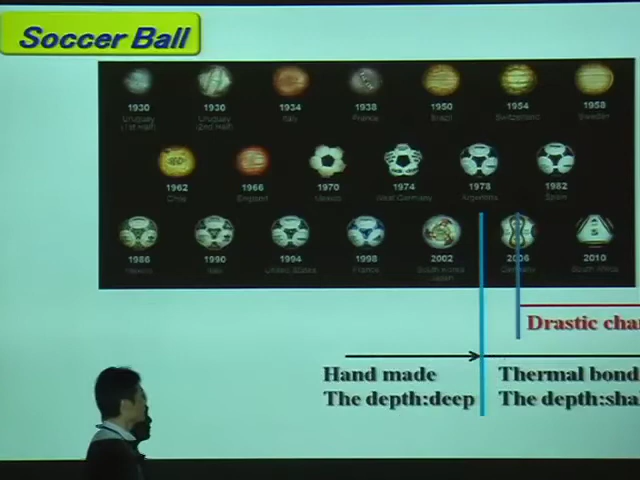 Soccer Ball
1930 1930 1934 1938 1950 1954 1958
Uruguay Uruguay Italy France Brazil Switzerland Sweden
(1st Half) (2nd Half)
1962 1966 1970 1974 1978 1982
Chile England Mexico West Germany Argentina Spain
1986 1990 1994 1998 2002 2006 2010
Mexico Italy United States France South Korea Germany South Africa
Japan
Drastic cha
Hand made Thermal bond
The depth:deep The depth:sha